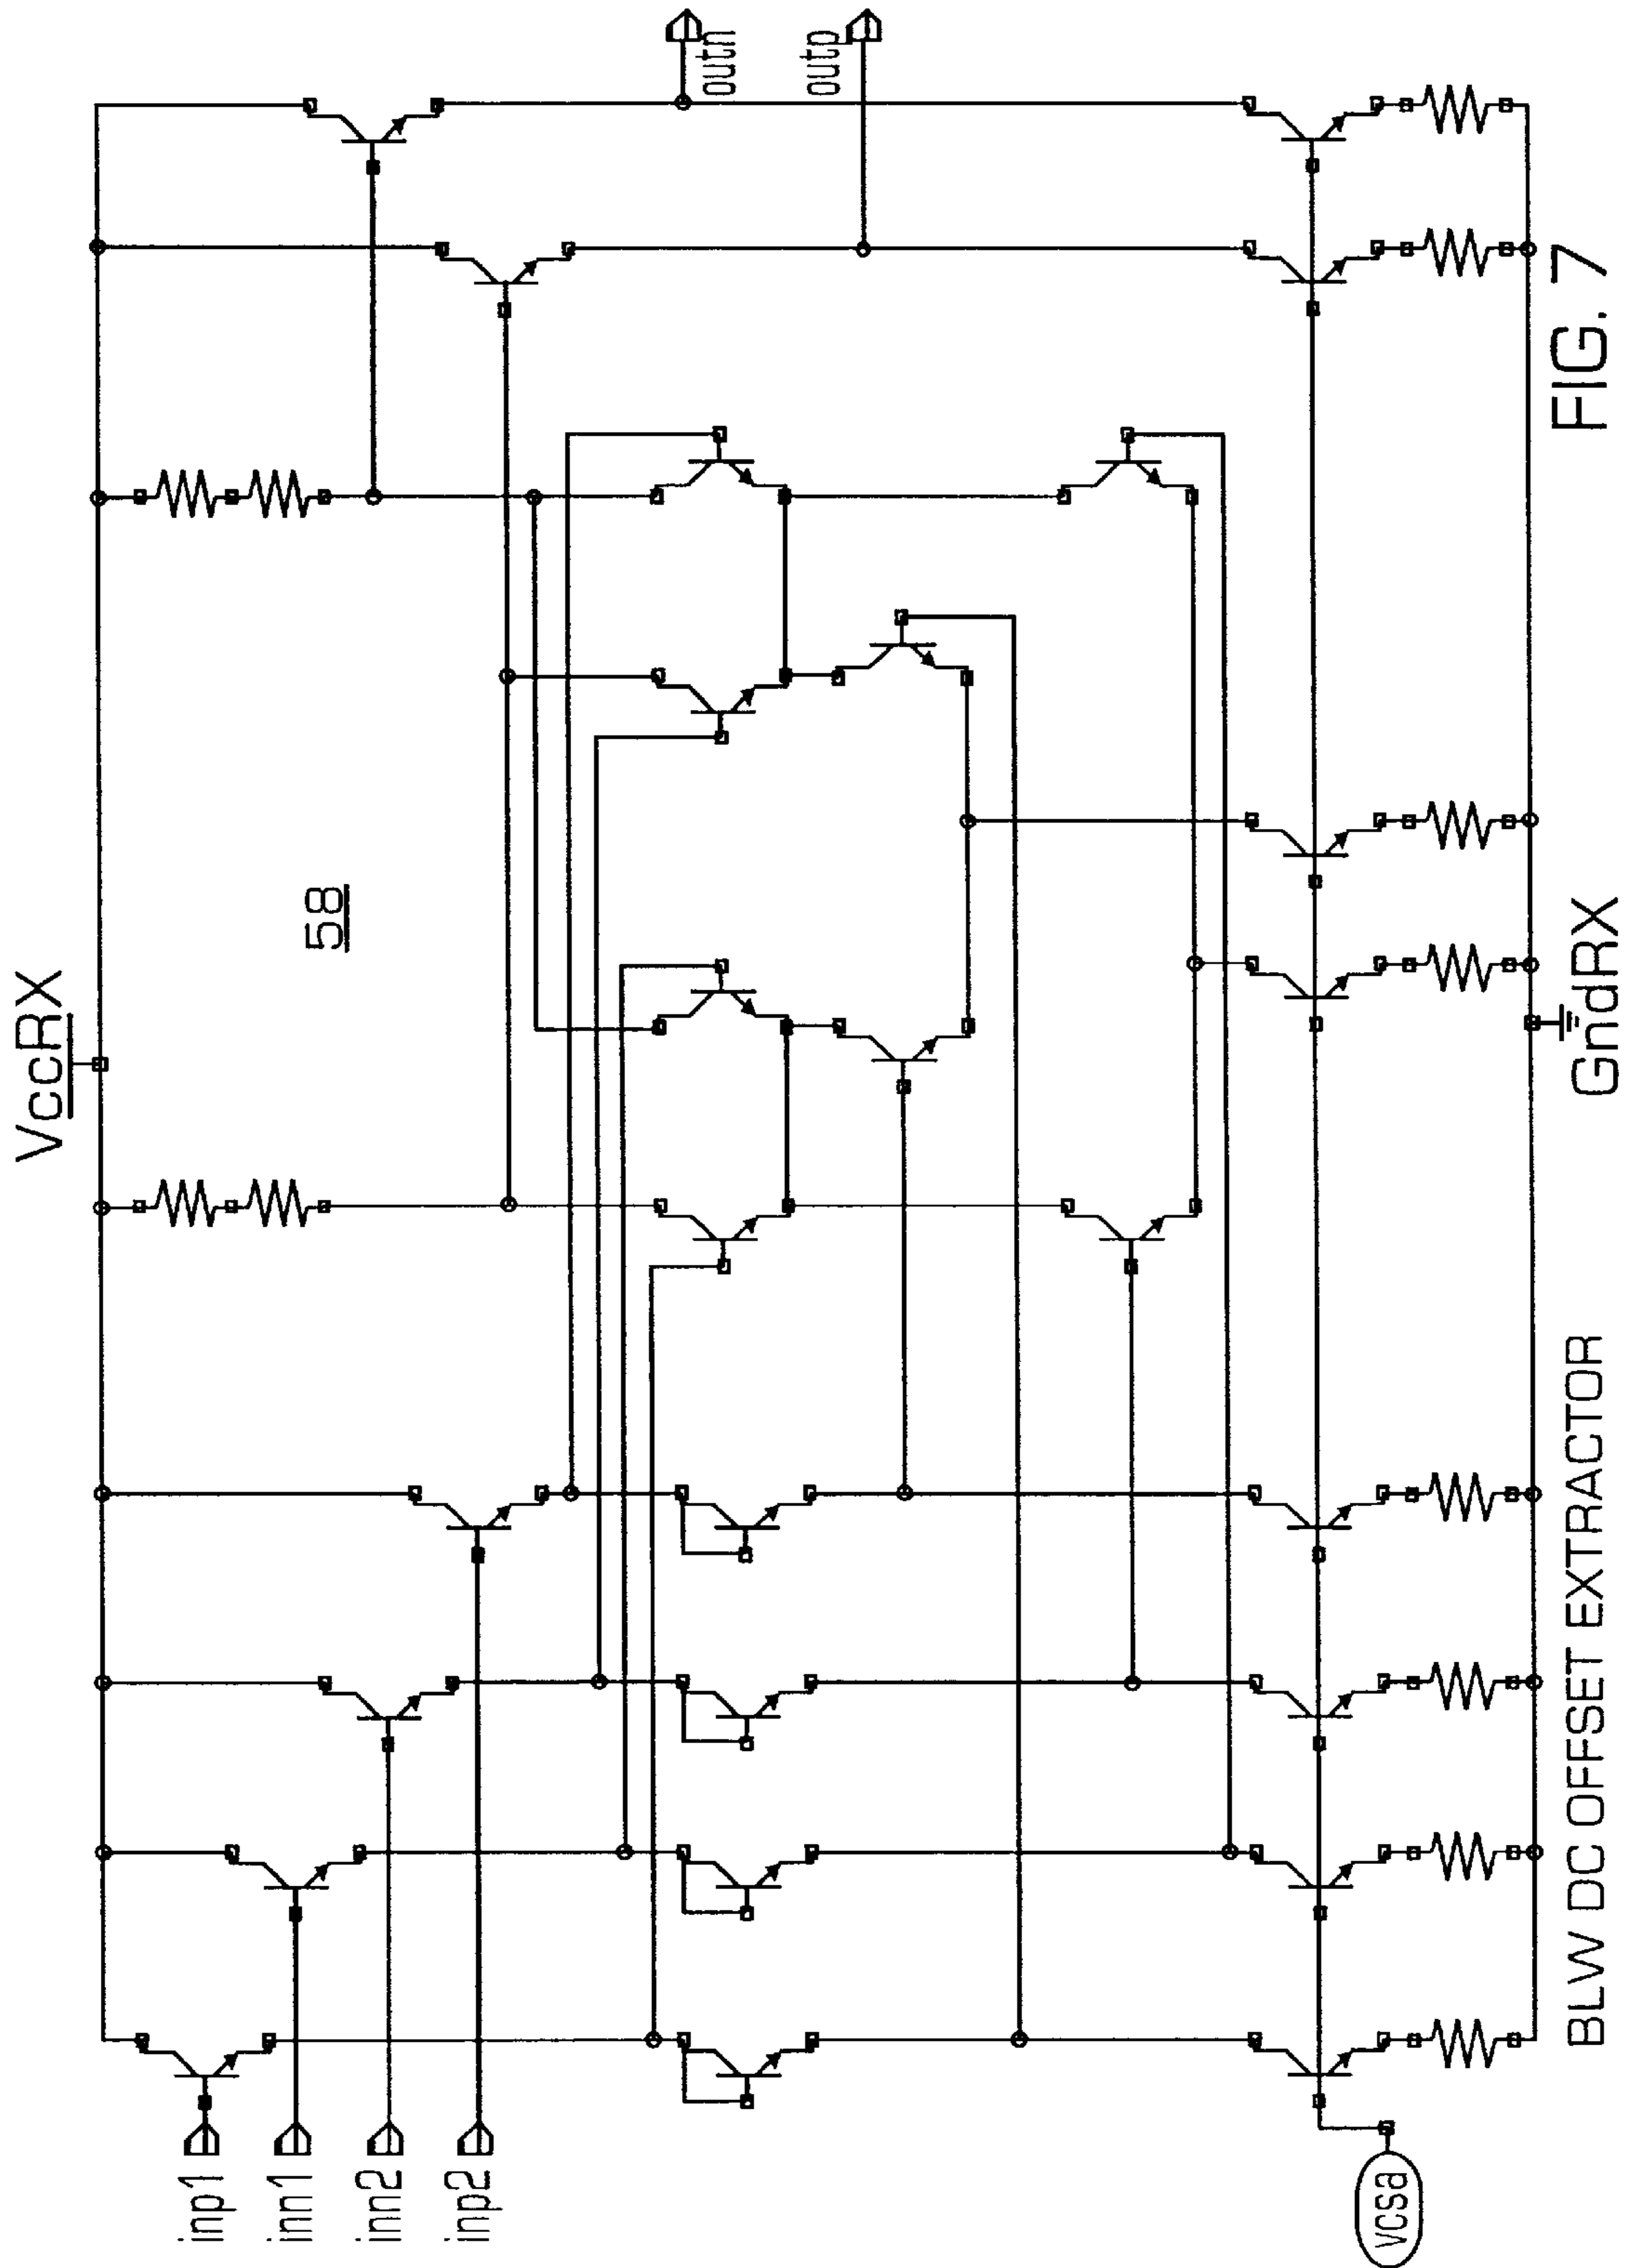 VccRX
58
inp1
inn1
inn2
inp2
outn
outp
vcsa
GndRX
BLW DC OFFSET EXTRACTOR
FIG. 7